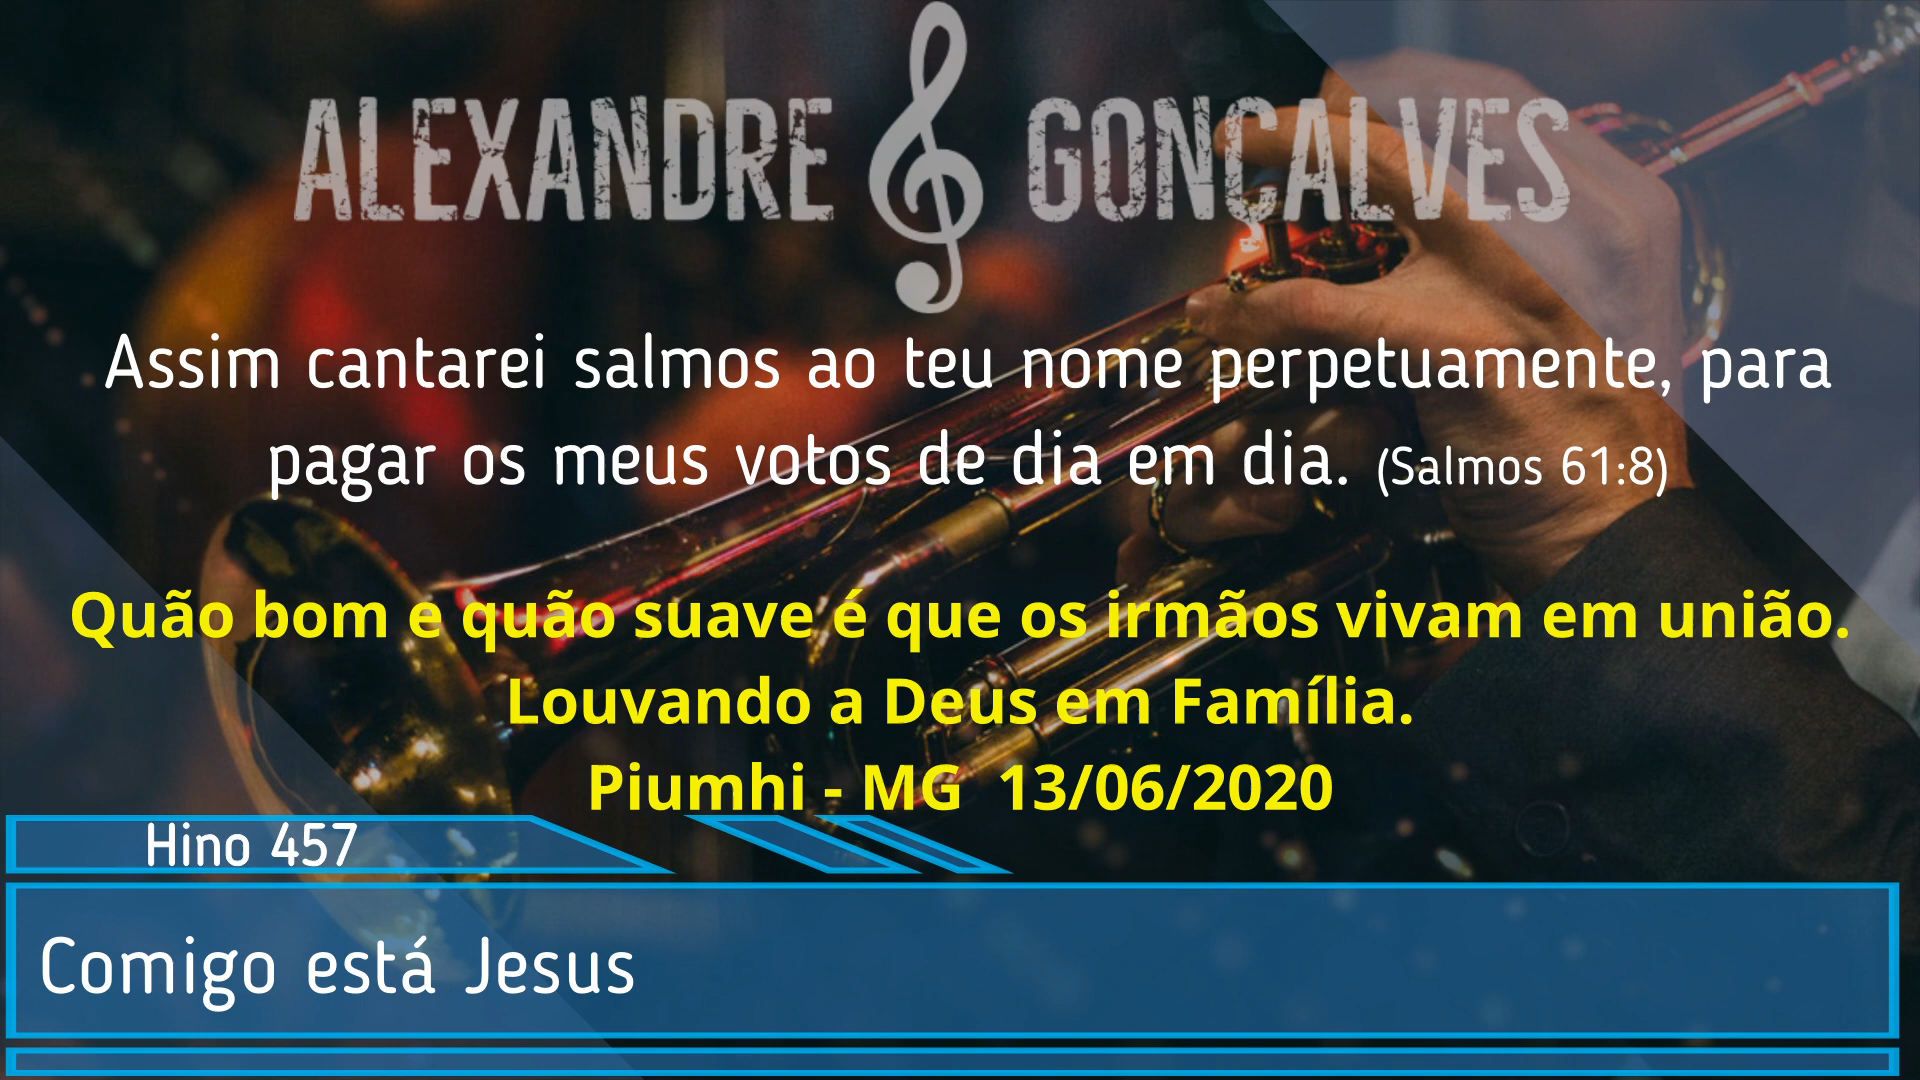 ALEXANDRE GONÇALVES
Assim cantarei salmos ao teu nome perpetuamente, para
pagar os meus votos de dia em dia. (Salmos 61:8)
Quão bom e quão suave é que os irmãos vivam em união.
Louvando a Deus em Família.
Piumhi - MG 13/06/2020
Hino 457
Comigo está Jesus